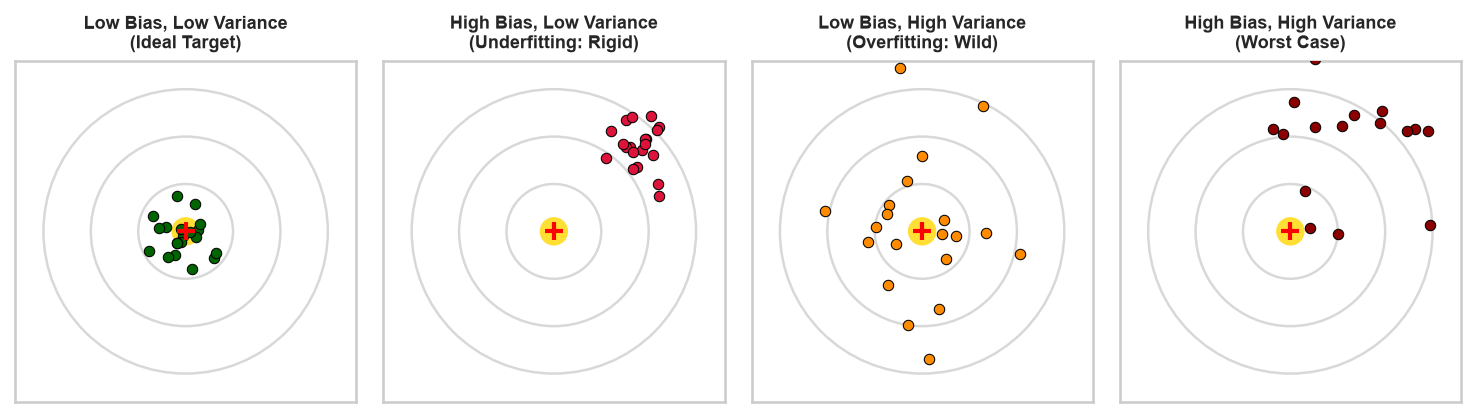 Low Bias, Low Variance
(Ideal Target)
High Bias, Low Variance
(Underfitting: Rigid)
Low Bias, High Variance
(Overfitting: Wild)
High Bias, High Variance
(Worst Case)